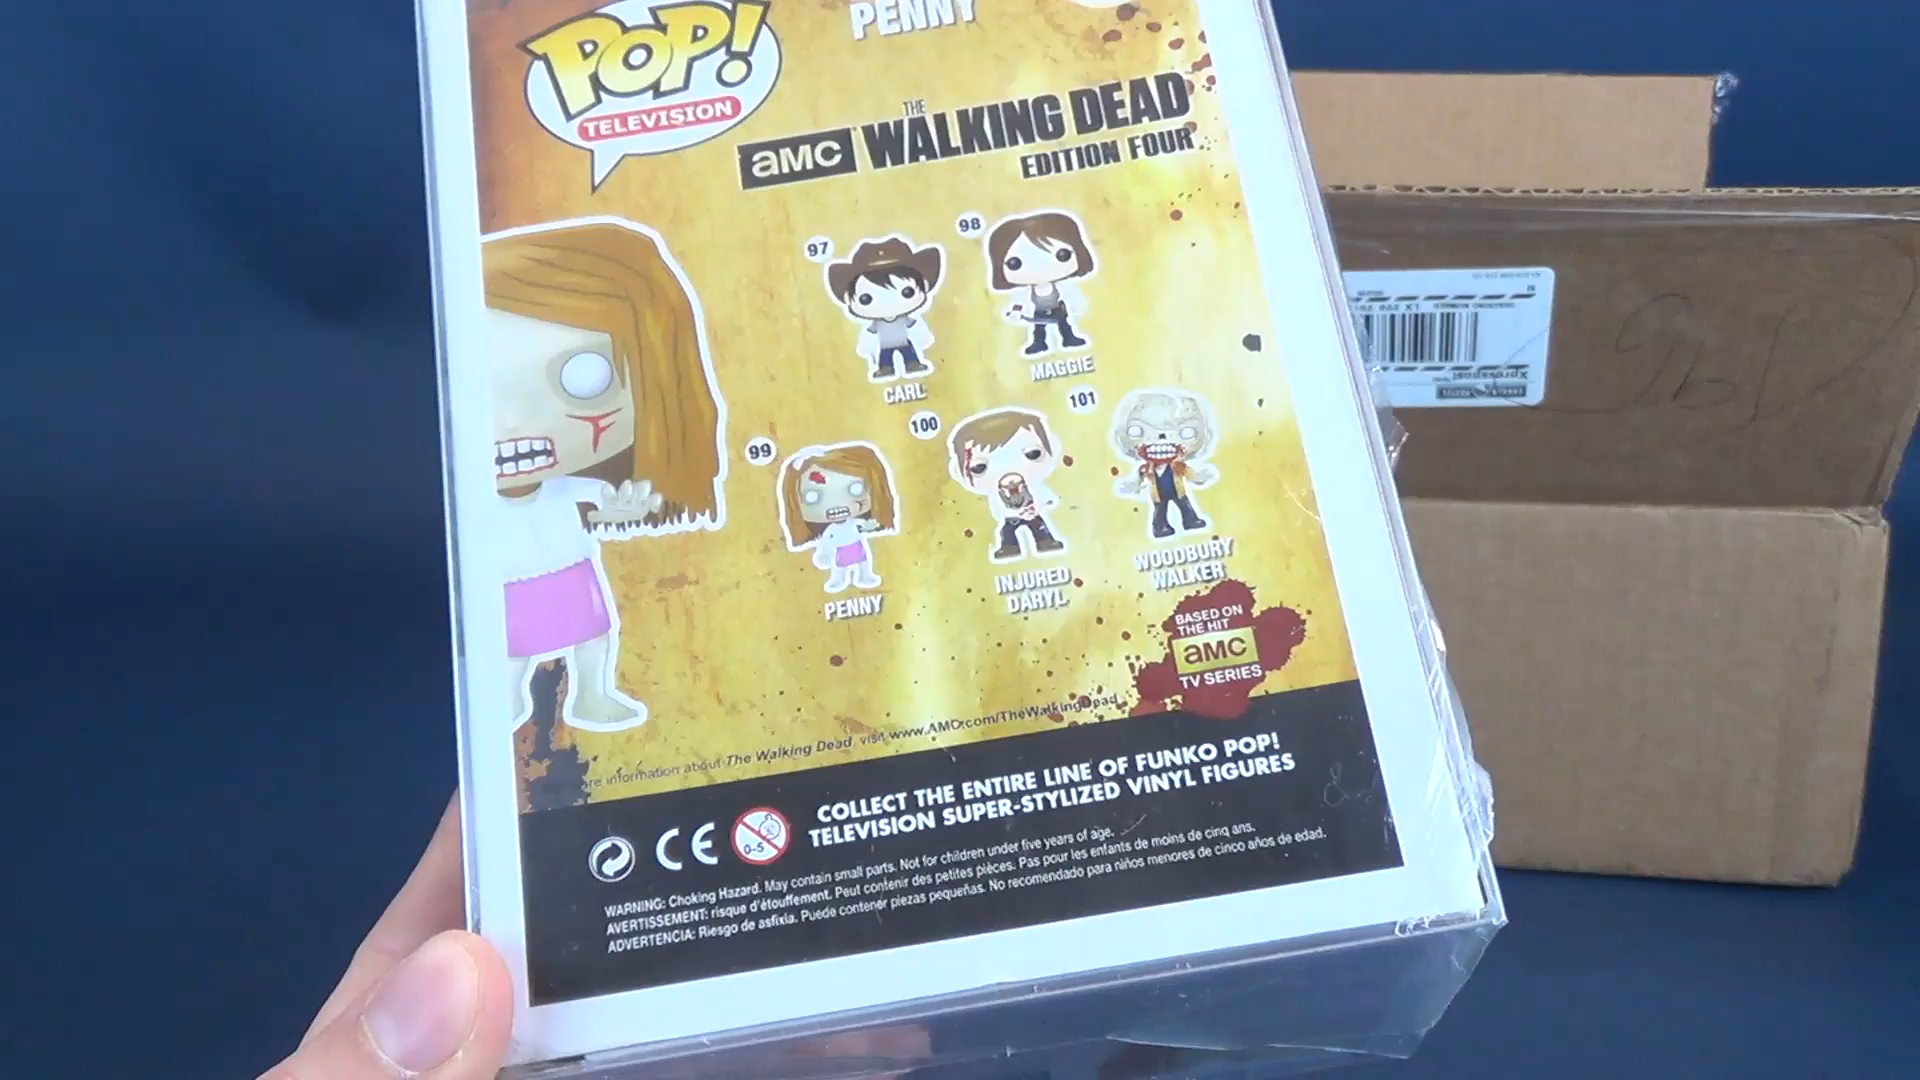 PENNY
POP!
TELEVISION
THE
aMC WALKING DEAD
EDITION FOUR
97
98
CARL
MAGGIE
99
100
101
PENNY
INJURED
DARYL
WOODBURY
WALKER
BASED ON
THE HIT
aMC
TV SERIES
re information about The Walking Dead, visit www.AMC.com/TheWalkingDead
COLLECT THE ENTIRE LINE OF FUNKO POP!
TELEVISION SUPER-STYLIZED VINYL FIGURES
CE
0-5
WARNING: Choking Hazard. May contain small parts. Not for children under five years of age.
AVERTISSEMENT: risque d'étouffement. Peut contenir des petites pièces. Pas pour les enfants de moins de cinq ans.
ADVERTENCIA: Riesgo de asfixia. Puede contener piezas pequeñas. No recomendado para niños menores de cinco años de edad.
Xpresspost